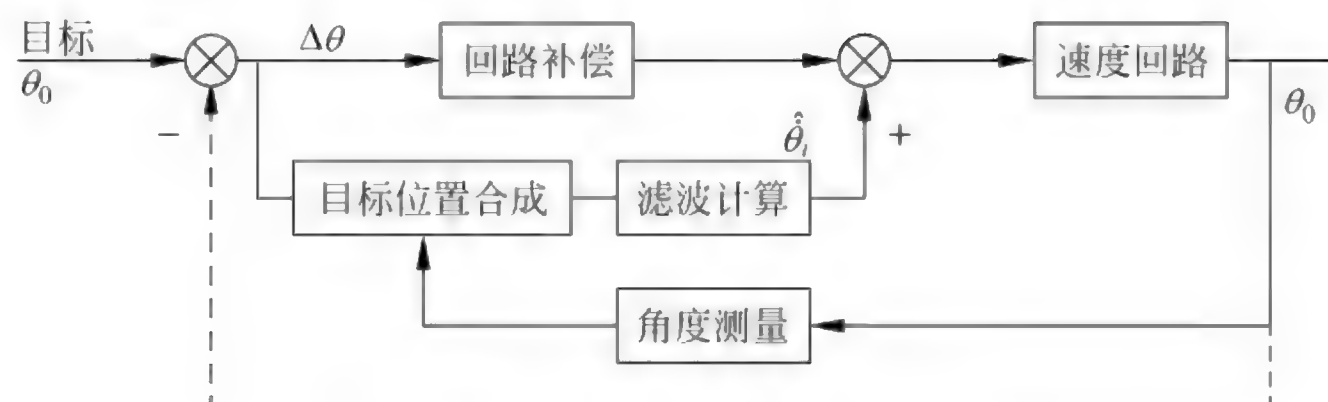 目标
θ₀
Δθ
回路补偿
速度回路
θ₀
−
θ̂̇ᵢ
+
目标位置合成
滤波计算
角度测量